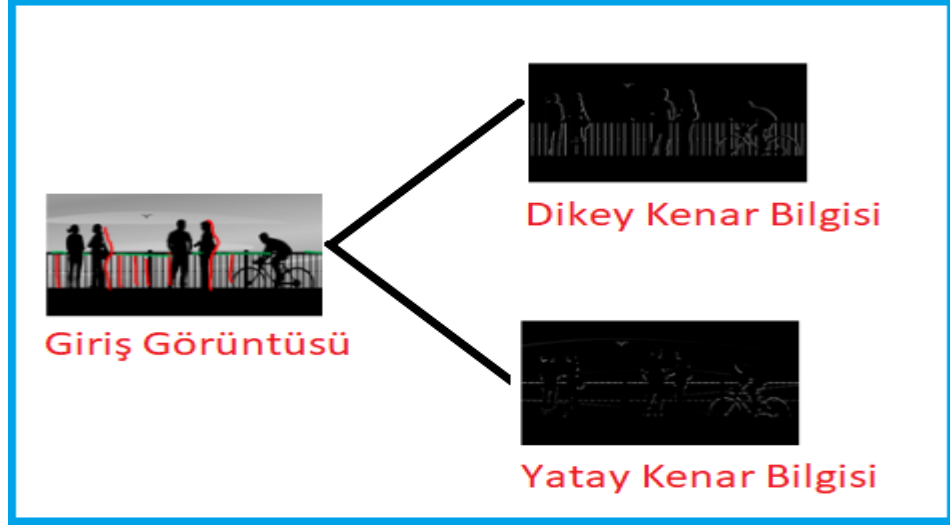 Dikey Kenar Bilgisi
Giriş Görüntüsü
Yatay Kenar Bilgisi